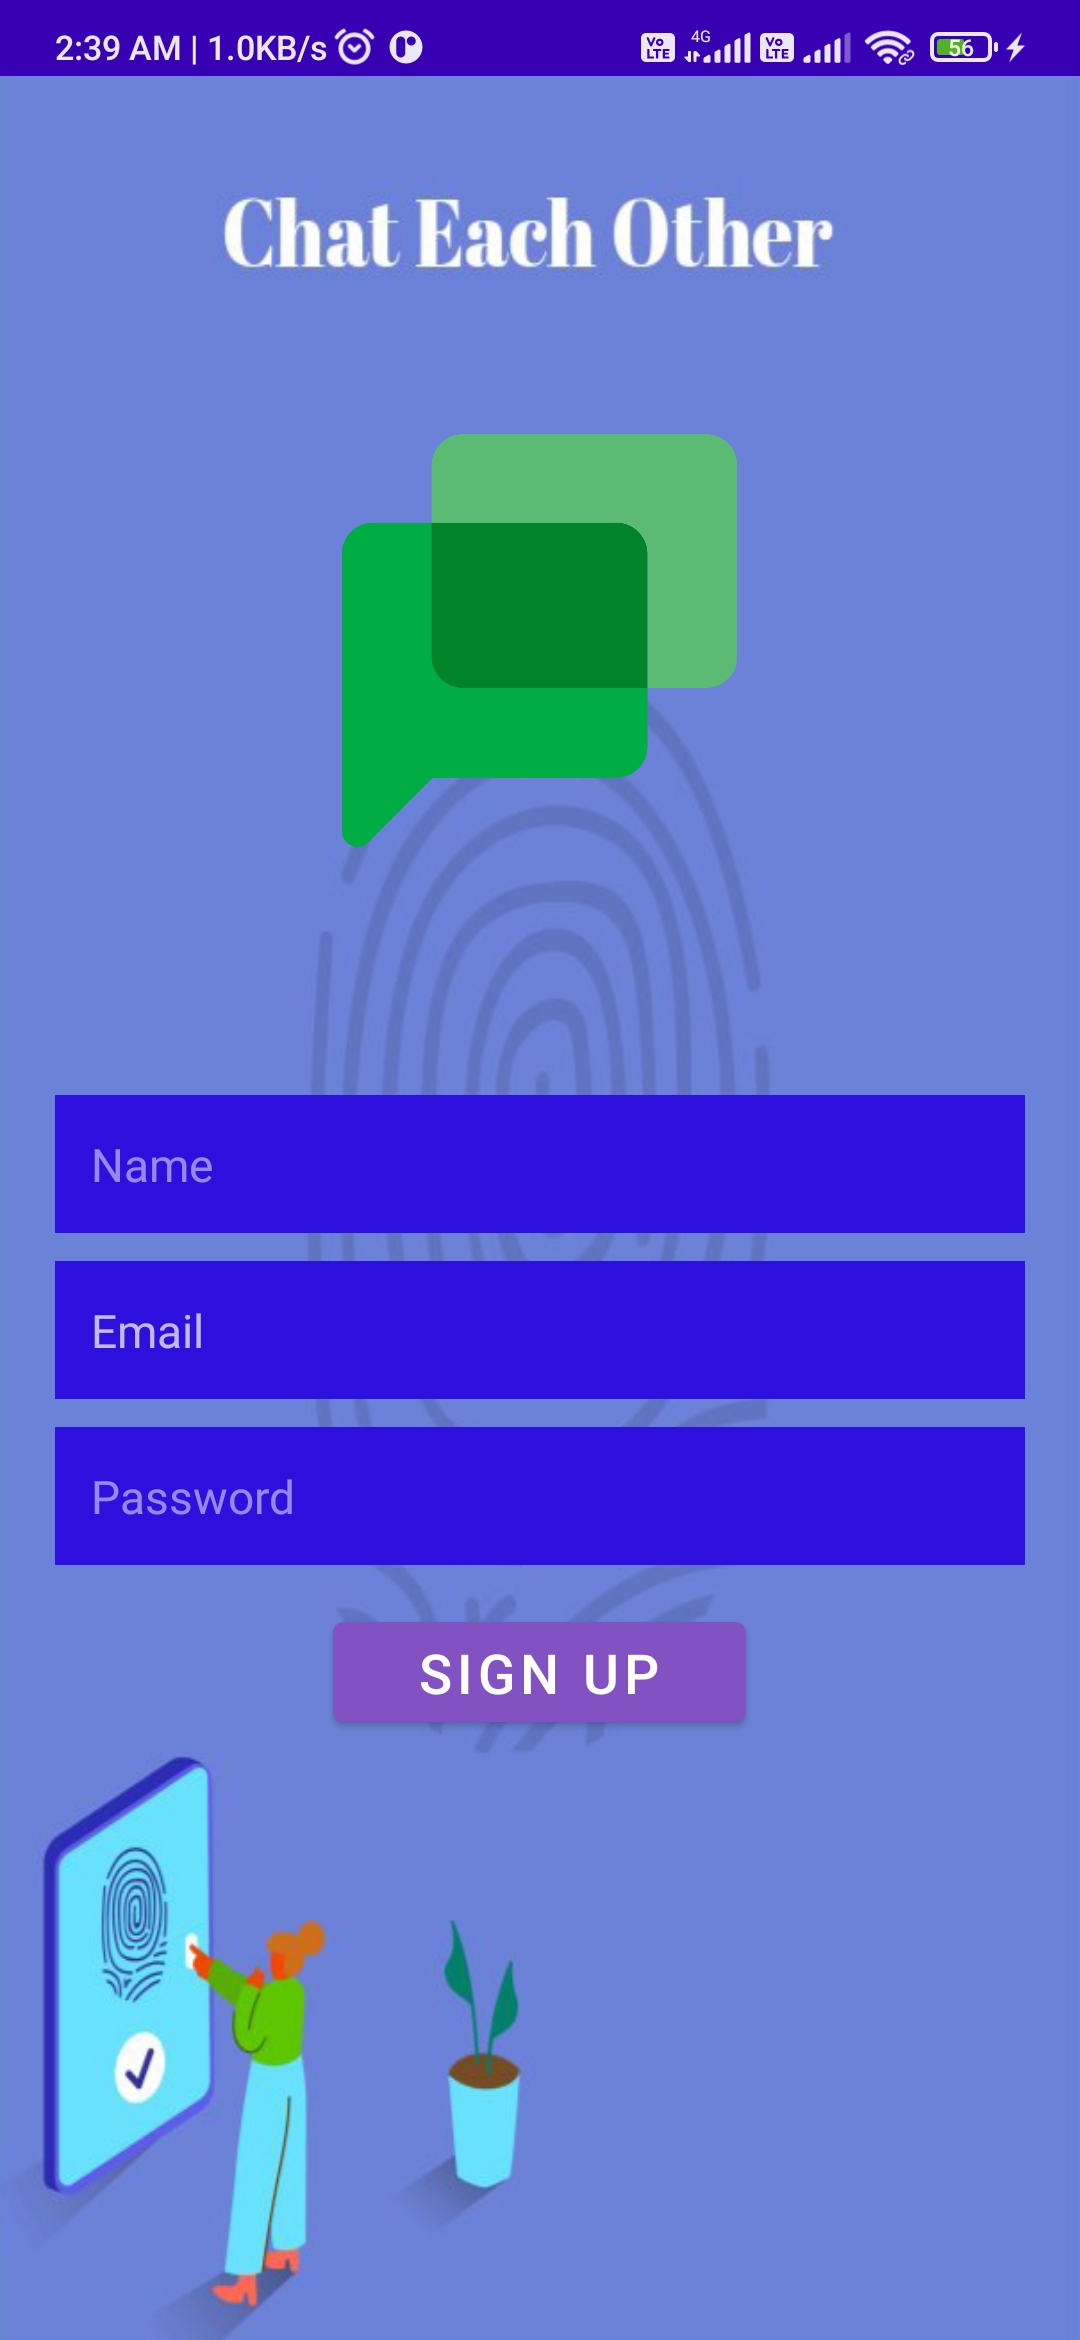 2:39 AM | 1.0KB/s Vo LTE 4G Vo LTE 56
Chat Each Other
Name
Email
Password
SIGN UP